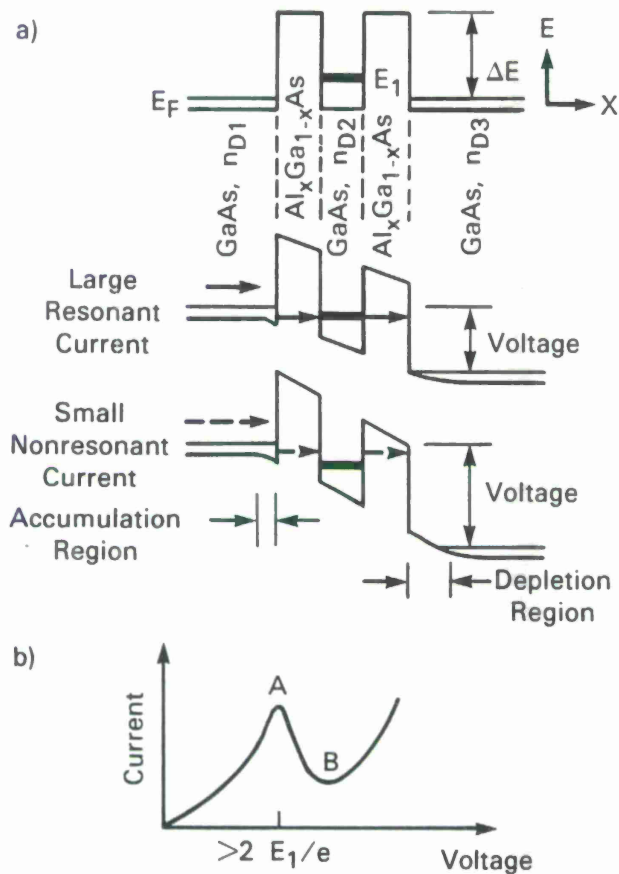 a)
E
ΔE
X
E_F
E_1
GaAs, n_D1
Al_xGa_1-xAs
GaAs, n_D2
Al_xGa_1-xAs
GaAs, n_D3
Large
Resonant
Current
Voltage
Small
Nonresonant
Current
Voltage
Accumulation
Region
Depletion
Region
b)
Current
A
B
>2 E_1/e
Voltage